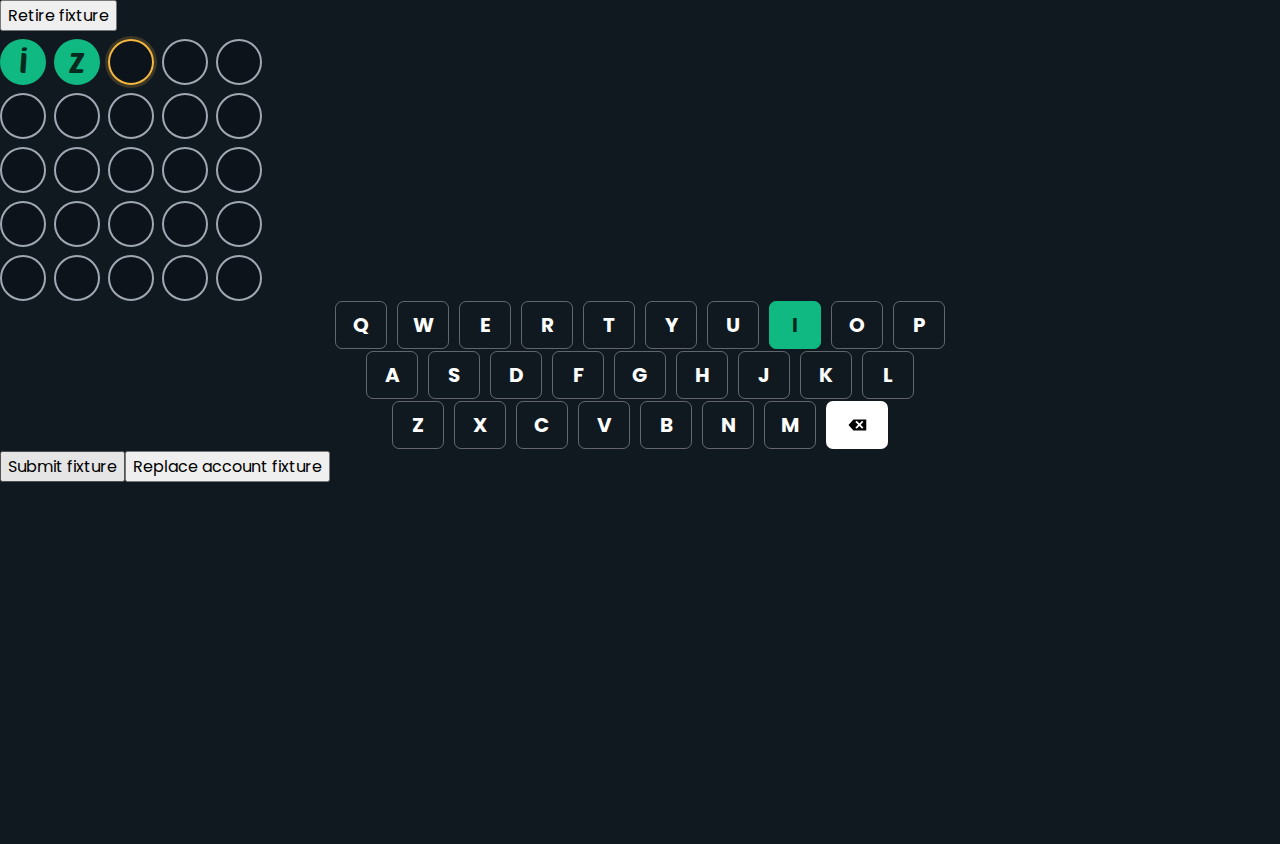 Retire fixture
i z
Q W E R T Y U I O P
A S D F G H J K L
Z X C V B N M
Submit fixture Replace account fixture